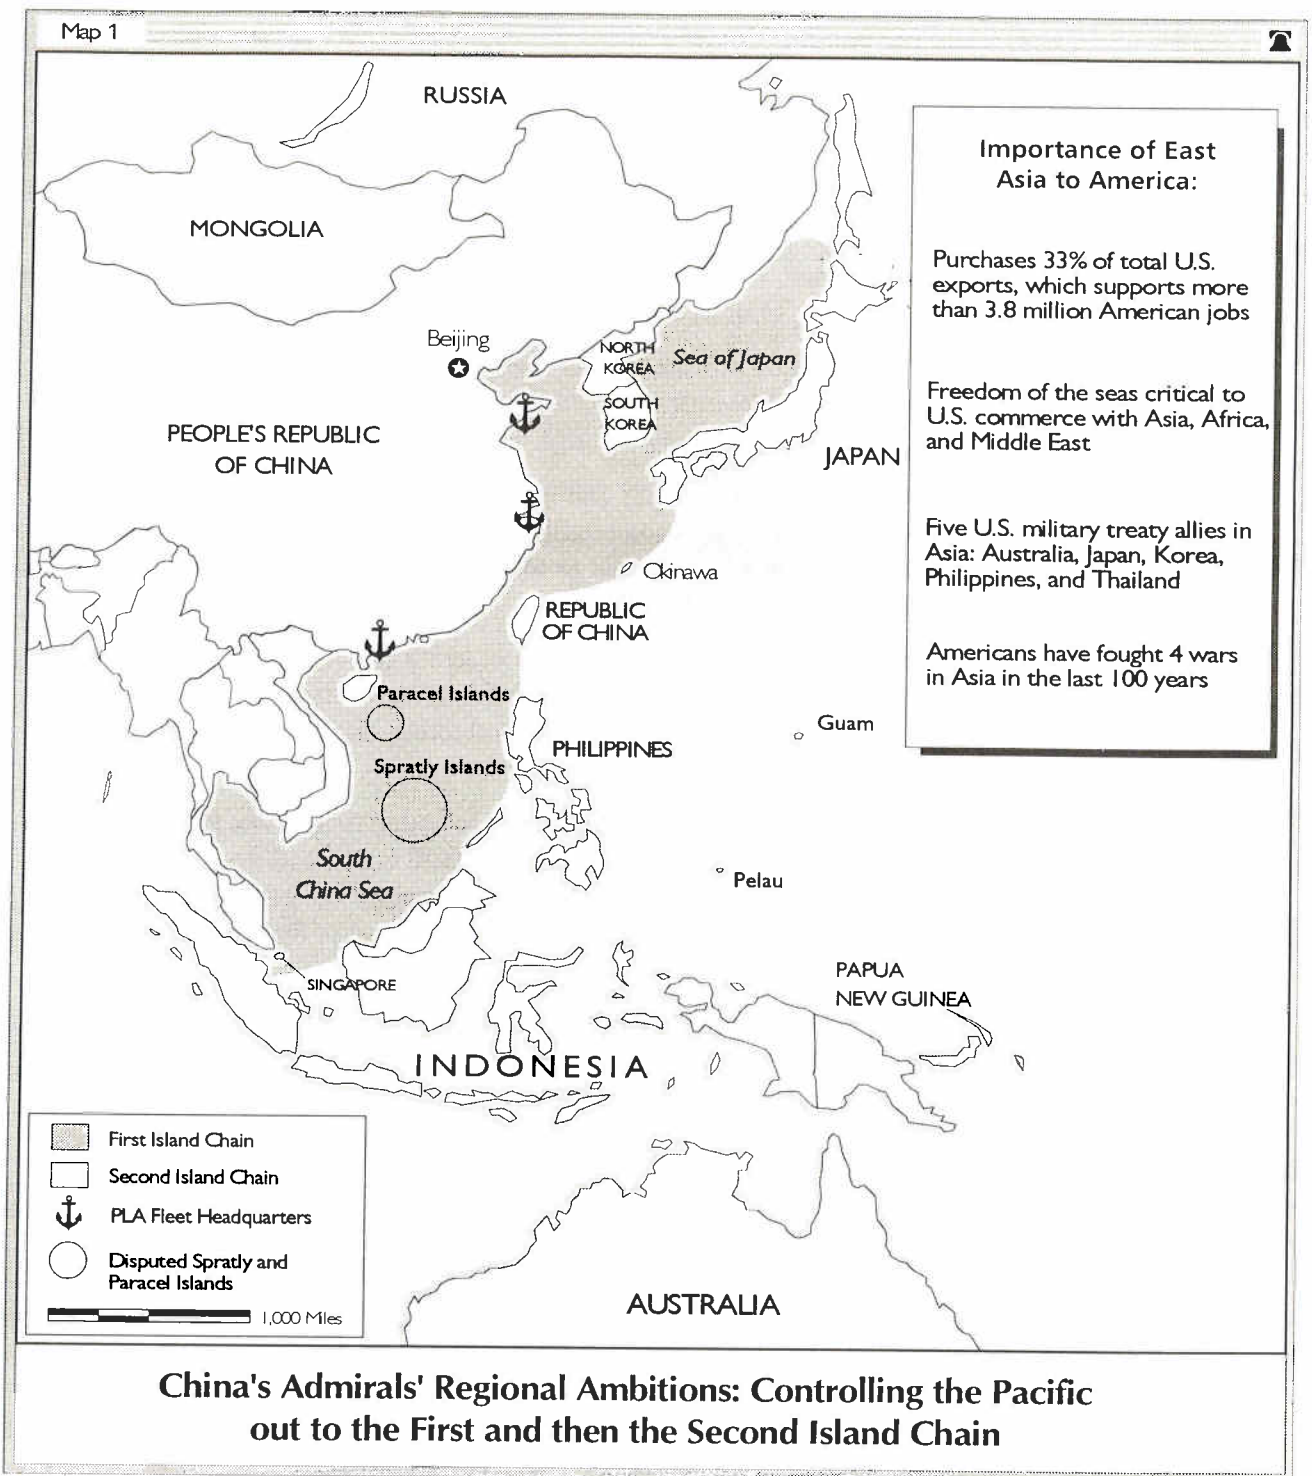 Map 1
RUSSIA
MONGOLIA
Importance of East
Asia to America:
Purchases 33% of total U.S.
exports, which supports more
than 3.8 million American jobs
Freedom of the seas critical to
U.S. commerce with Asia, Africa,
and Middle East
Five U.S. military treaty allies in
Asia: Australia, Japan, Korea,
Philippines, and Thailand
Americans have fought 4 wars
in Asia in the last 100 years
Beijing
NORTH
KOREA
Sea of Japan
SOUTH
KOREA
PEOPLE'S REPUBLIC
OF CHINA
JAPAN
Okinawa
REPUBLIC
OF CHINA
Paracel Islands
Guam
PHILIPPINES
Spratly Islands
South
China Sea
Pelau
SINGAPORE
PAPUA
NEW GUINEA
INDONESIA
First Island Chain
Second Island Chain
PLA Fleet Headquarters
Disputed Spratly and
Paracel Islands
1,000 Miles
AUSTRALIA
China's Admirals' Regional Ambitions: Controlling the Pacific
out to the First and then the Second Island Chain